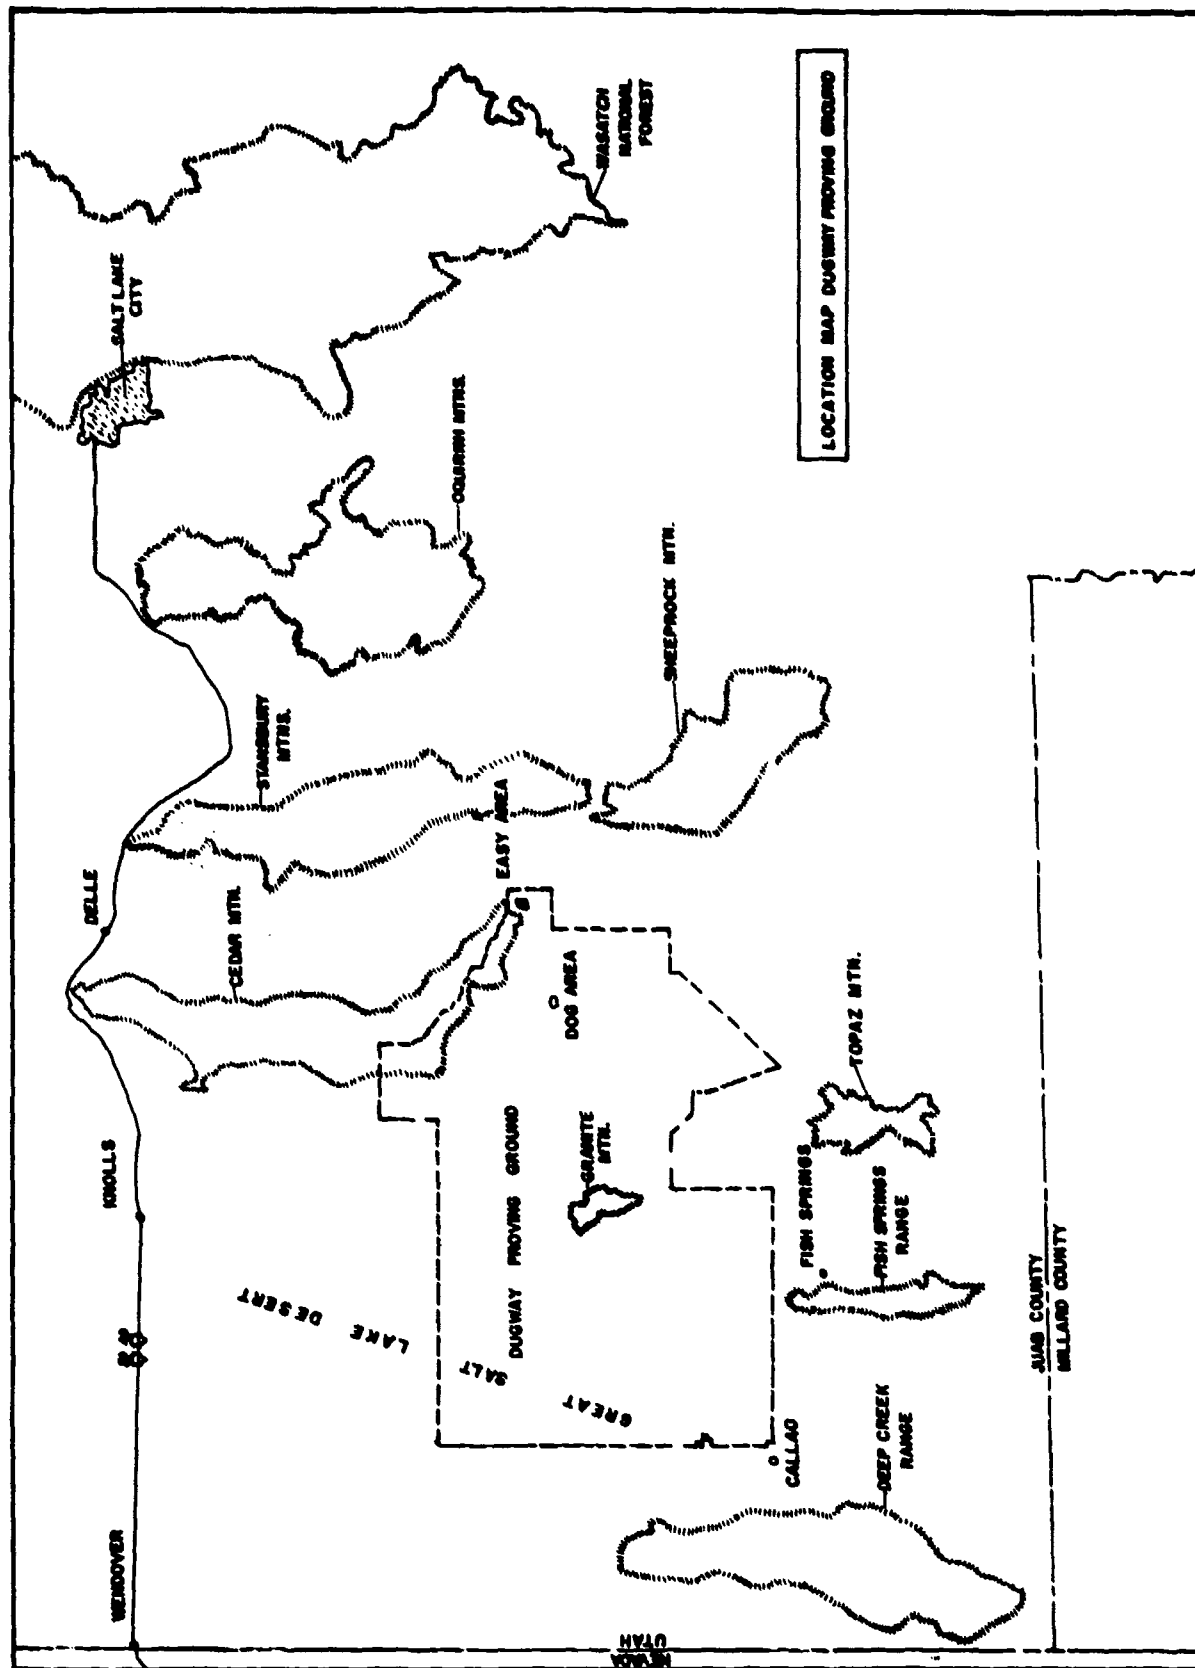 WASATCH
NATIONAL
FOREST
SALT LAKE
CITY
LOCATION MAP DUGWAY PROVING GROUND
OQUIRRH MTNS.
SHEEPROCK MTN.
STANSBURY
MTNS.
EASY AREA
DELLE
CEDAR MTN.
DOG AREA
TOPAZ MTN.
KNOLLS
DUGWAY PROVING GROUND
GRANITE
MTN.
FISH SPRINGS
FISH SPRINGS
RANGE
GREAT SALT LAKE DESERT
JUAB COUNTY
MILLARD COUNTY
CALLAO
DEEP CREEK
RANGE
WENDOVER
UTAH
NEVADA